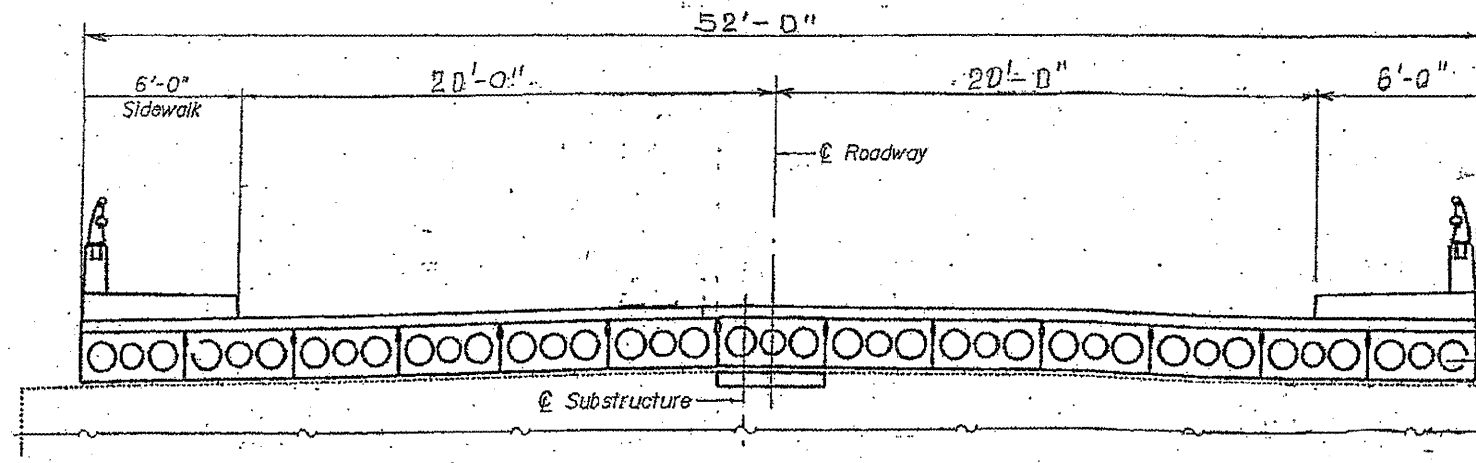 52'-0"
6'-0" 20'-0" 20'-0" 6'-0"
Sidewalk
℄ Roadway
℄ Substructure